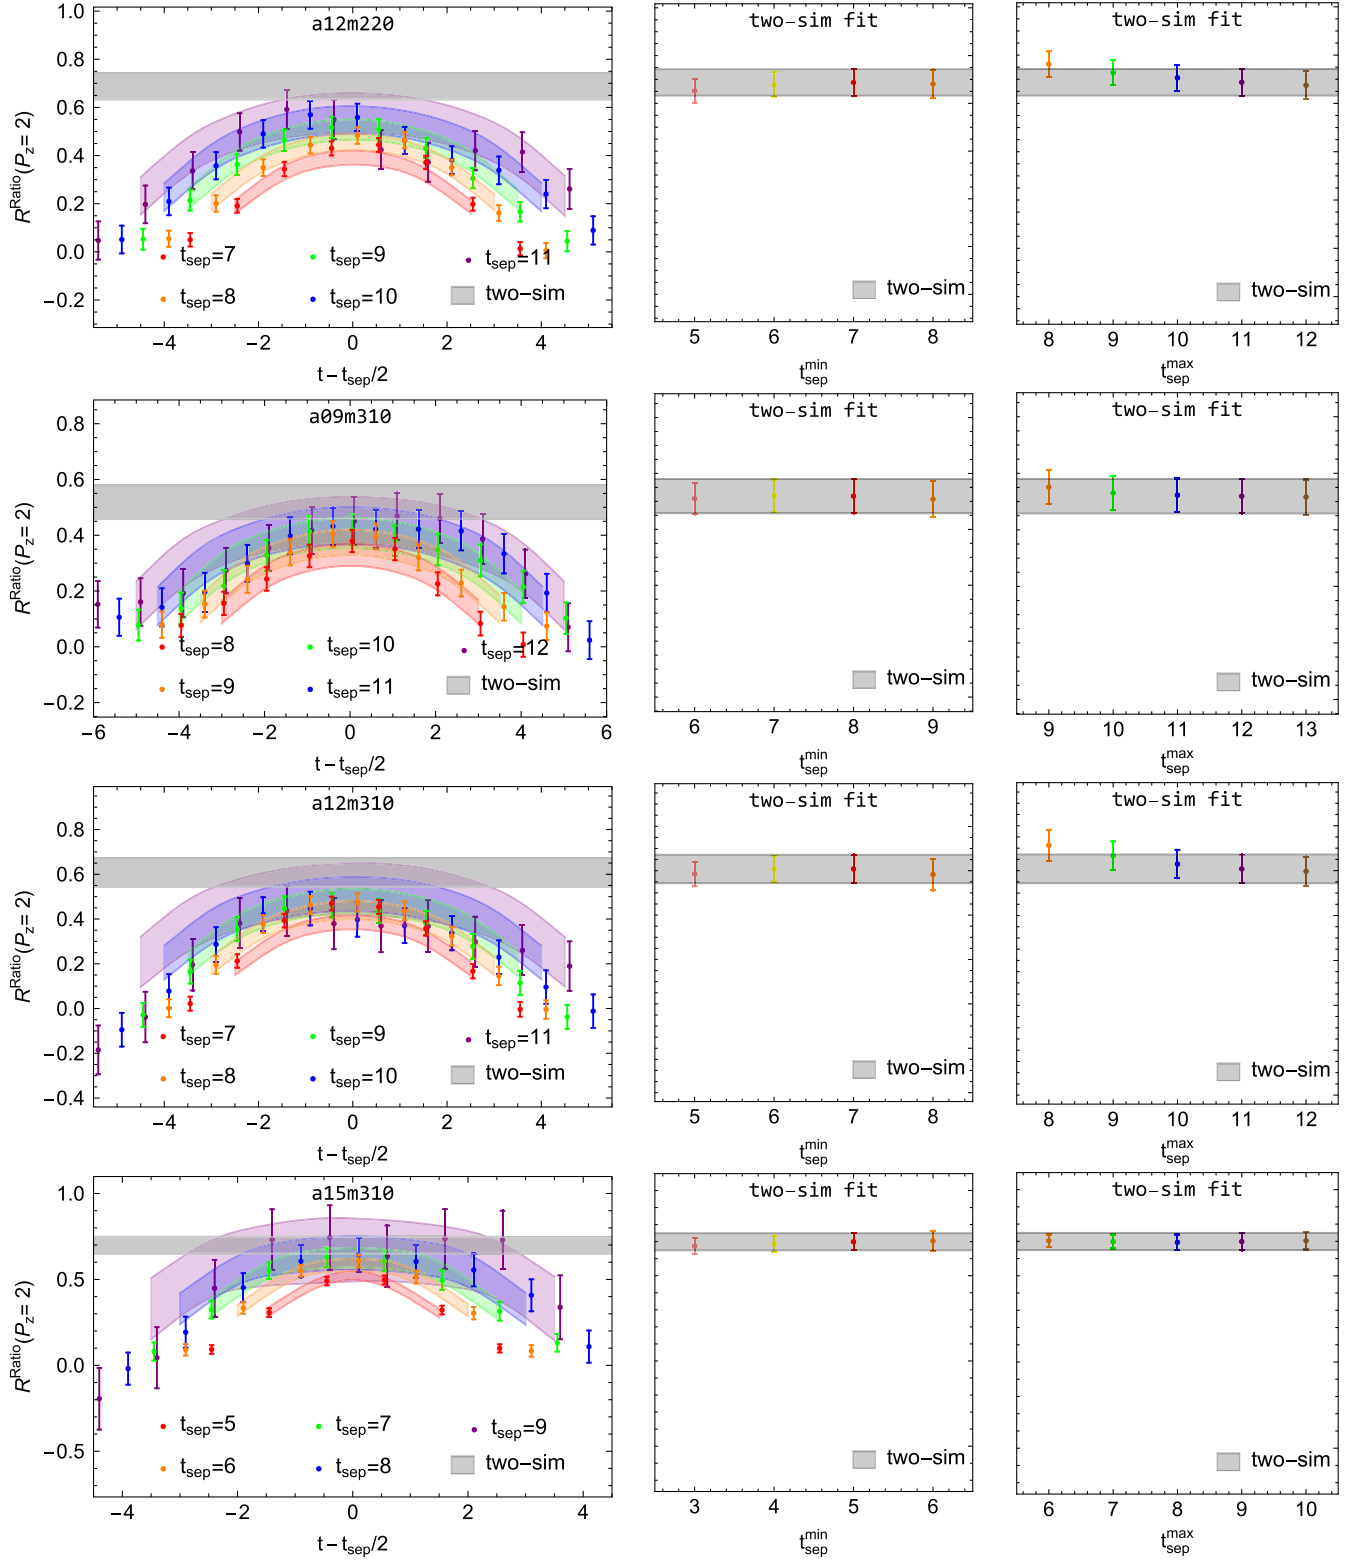 a12m220
two-sim fit
two-sim fit
1.0
0.8
0.6
0.4
0.2
0.0
−0.2
R^Ratio(P_z= 2)
t_sep=7
t_sep=9
t_sep=11
t_sep=8
t_sep=10
two-sim
two-sim
two-sim
−4 −2 0 2 4
5 6 7 8
8 9 10 11 12
t − t_sep/2
t_sep^min
t_sep^max
a09m310
two-sim fit
two-sim fit
0.8
0.6
0.4
0.2
0.0
−0.2
R^Ratio(P_z= 2)
t_sep=8
t_sep=10
t_sep=12
t_sep=9
t_sep=11
two-sim
two-sim
two-sim
−6 −4 −2 0 2 4 6
6 7 8 9
9 10 11 12 13
t − t_sep/2
t_sep^min
t_sep^max
a12m310
two-sim fit
two-sim fit
0.8
0.6
0.4
0.2
0.0
−0.2
−0.4
R^Ratio(P_z= 2)
t_sep=7
t_sep=9
t_sep=11
t_sep=8
t_sep=10
two-sim
two-sim
two-sim
−4 −2 0 2 4
5 6 7 8
8 9 10 11 12
t − t_sep/2
t_sep^min
t_sep^max
a15m310
two-sim fit
two-sim fit
1.0
0.5
0.0
−0.5
R^Ratio(P_z= 2)
t_sep=5
t_sep=7
t_sep=9
t_sep=6
t_sep=8
two-sim
two-sim
two-sim
−4 −2 0 2 4
3 4 5 6
6 7 8 9 10
t − t_sep/2
t_sep^min
t_sep^max